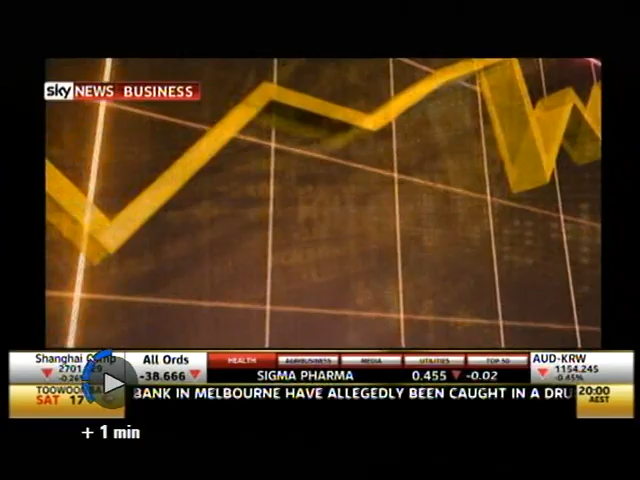 sky NEWS BUSINESS
Shanghai Comp
All Ords
HEALTH
AGRIBUSINESS
MEDIA
UTILITIES
TOP 50
AUD-KRW
-38.666
SIGMA PHARMA
0.455
-0.02
1154.245
-0.45%
SAT 17
BANK IN MELBOURNE HAVE ALLEGEDLY BEEN CAUGHT IN A DRU
20:00
AEST
+ 1 min